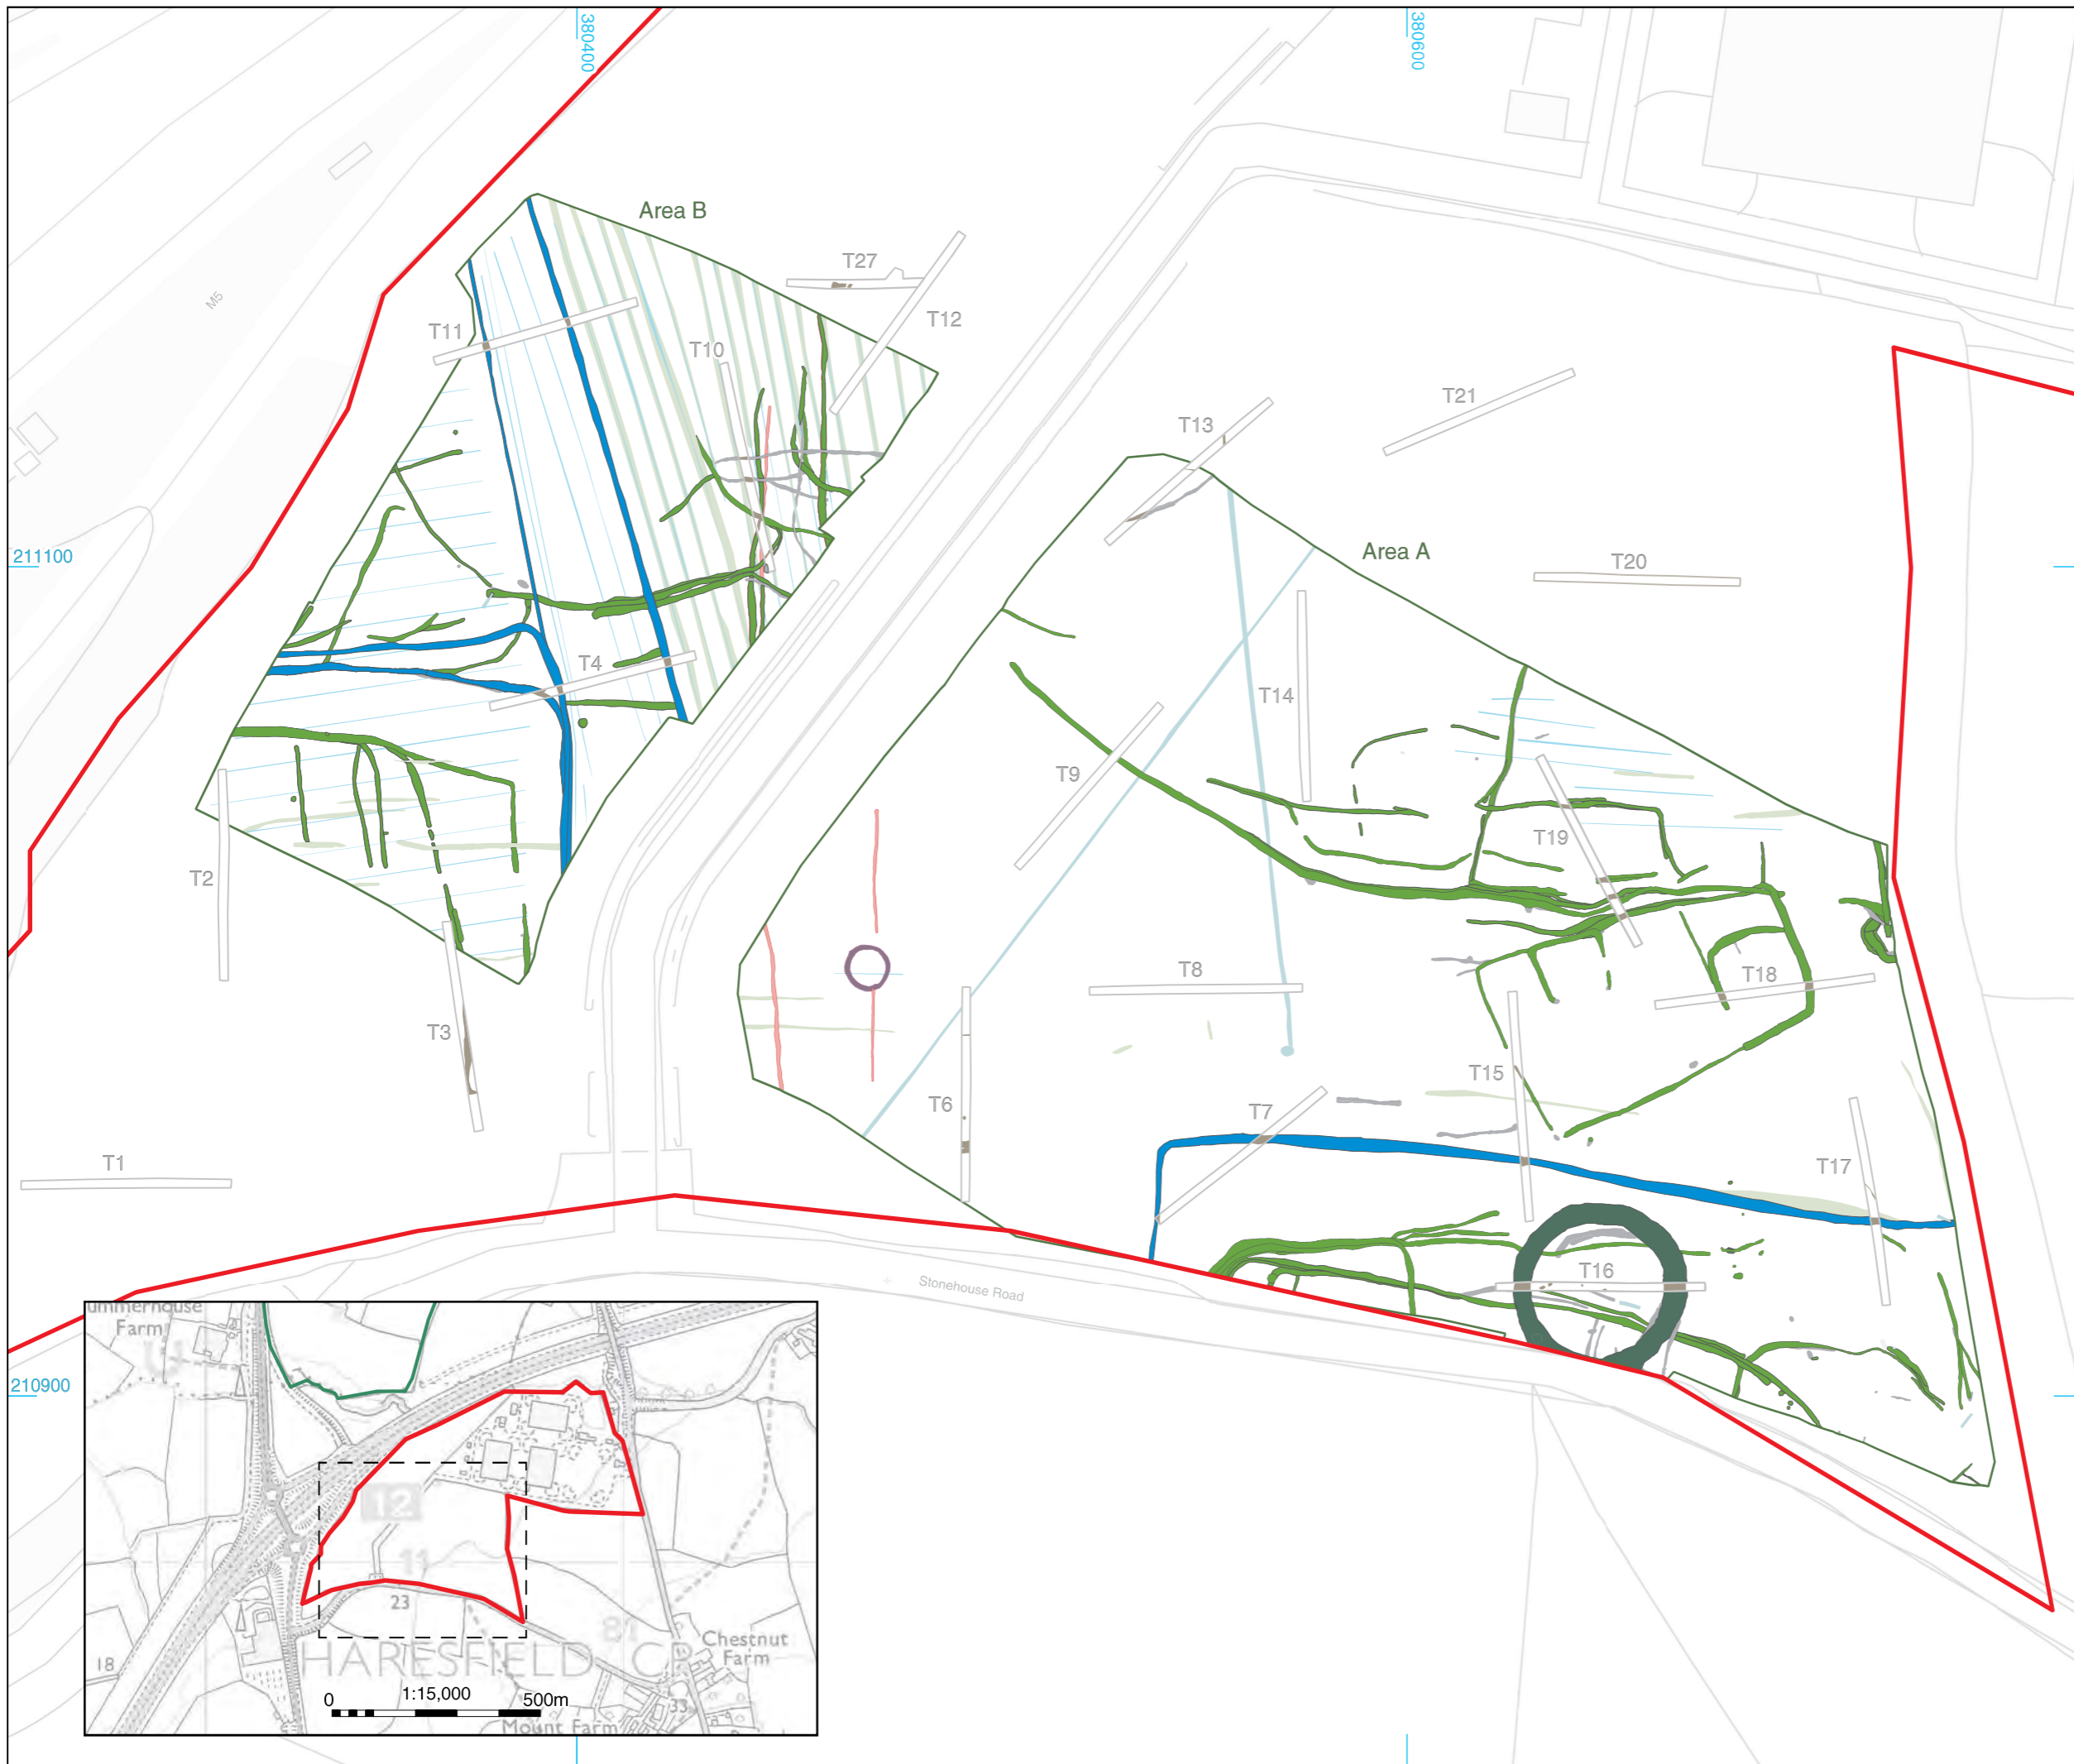 380400
380600
Area B
T27
T12
T11
T10
M5
T13
T21
211100
Area A
T20
T4
T14
T9
T19
T2
T8
T18
T3
T15
T6
T7
T1
T17
T16
Stonehouse Road
210900
ummerhouse
Farm
12
11
23
81
HARESFIELD CP
Chestnut
Farm
18
0 1:15,000 500m
33
Mount Farm